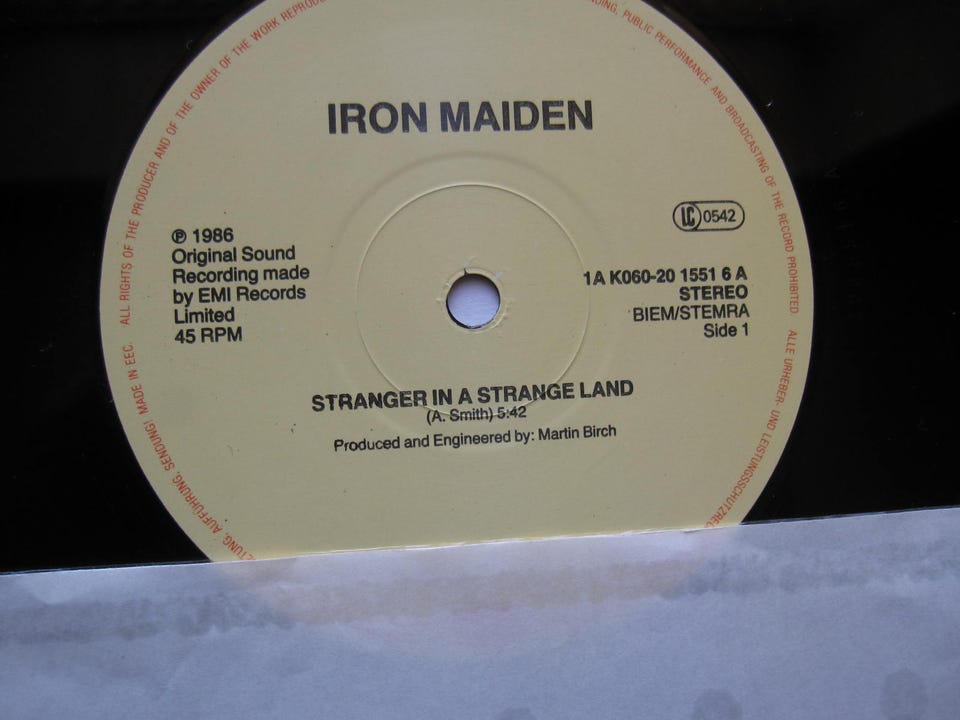 IRON MAIDEN
℗ 1986
Original Sound
Recording made
by EMI Records
Limited
45 RPM
LC 0542
1A K060-20 1551 6 A
STEREO
BIEM/STEMRA
Side 1
STRANGER IN A STRANGE LAND
(A. Smith) 5:42
Produced and Engineered by: Martin Birch
SENDUNG! MADE IN EEC. ALL RIGHTS OF THE PRODUCER AND OF THE OWNER OF THE WORK
PUBLIC PERFORMANCE AND BROADCASTING OF THE RECORD PROHIBITED. ALLE URHEBER- UND
AUFFÜHRUNG,